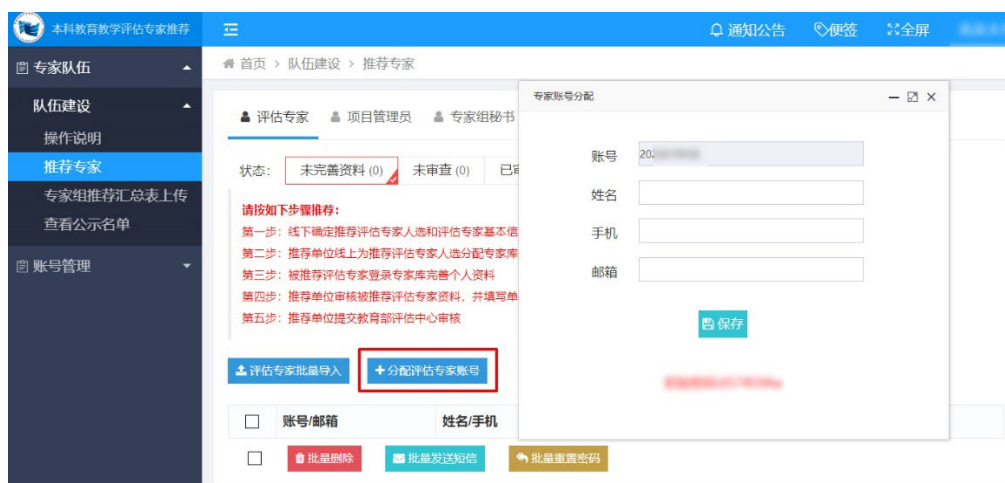 本科教育教学评估专家推荐
通知公告 便签 全屏
专家队伍
队伍建设
操作说明
推荐专家
专家组推荐汇总表上传
查看公示名单
账号管理
首页 > 队伍建设 > 推荐专家
评估专家 项目管理员 专家组秘书
状态: 未完善资料 (0) 未审查 (0)
请按如下步骤推荐:
第一步: 线下确定推荐评估专家人选和评估专家基本信
第二步: 推荐单位线上为推荐评估专家人选分配专家库
第三步: 被推荐评估专家登录专家库完善个人资料
第四步: 推荐单位审核被推荐评估专家资料, 并填写单
第五步: 推荐单位提交教育部评估中心审核
评估专家批量导入 +分配评估专家账号
账号/邮箱 姓名/手机
批量删除 批量发送短信 批量重置密码
专家账号分配
账号 202
姓名
手机
邮箱
保存